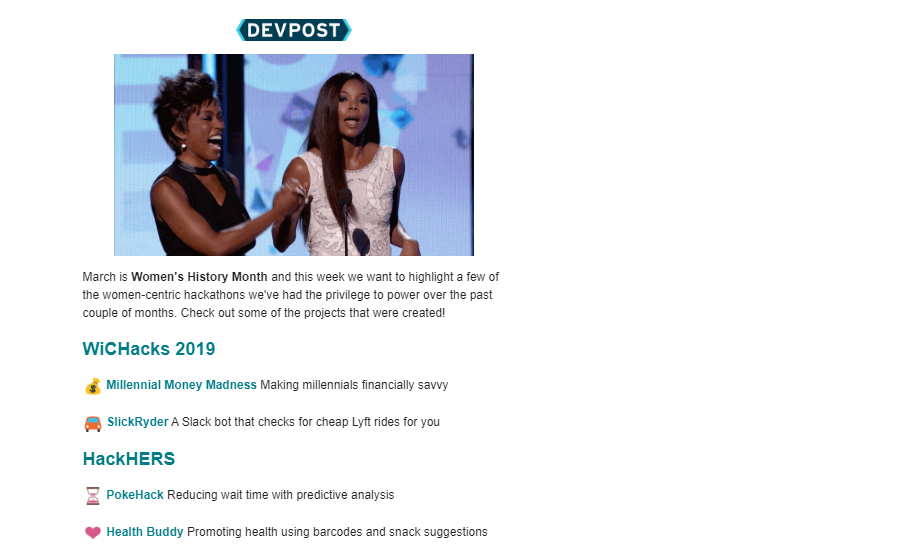 DEVPOST
March is Women's History Month and this week we want to highlight a few of
the women-centric hackathons we've had the privilege to power over the past
couple of months. Check out some of the projects that were created!
WiCHacks 2019
Millennial Money Madness Making millennials financially savvy
SlickRyder A Slack bot that checks for cheap Lyft rides for you
HackHERS
PokeHack Reducing wait time with predictive analysis
Health Buddy Promoting health using barcodes and snack suggestions